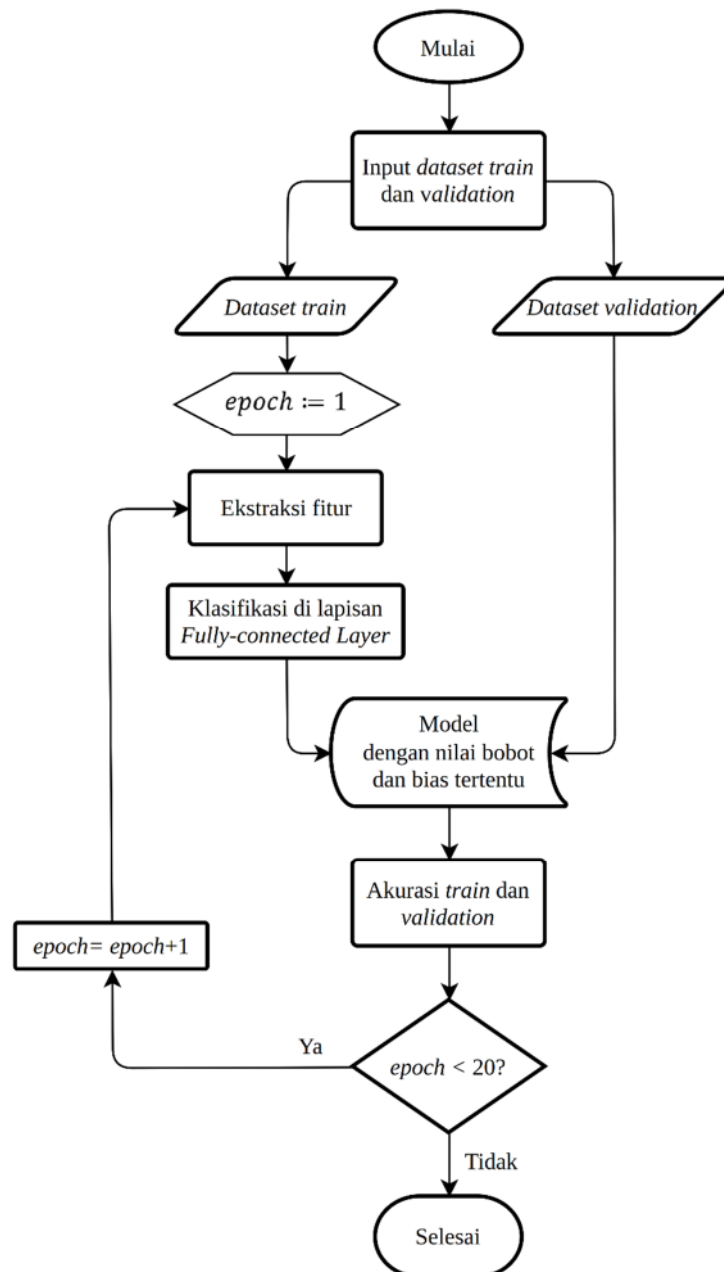 Mulai
Input dataset train
dan validation
Dataset train
Dataset validation
epoch ≔ 1
Ekstraksi fitur
Klasifikasi di lapisan
Fully-connected Layer
Model
dengan nilai bobot
dan bias tertentu
Akurasi train dan
validation
epoch= epoch+1
Ya
epoch < 20?
Tidak
Selesai